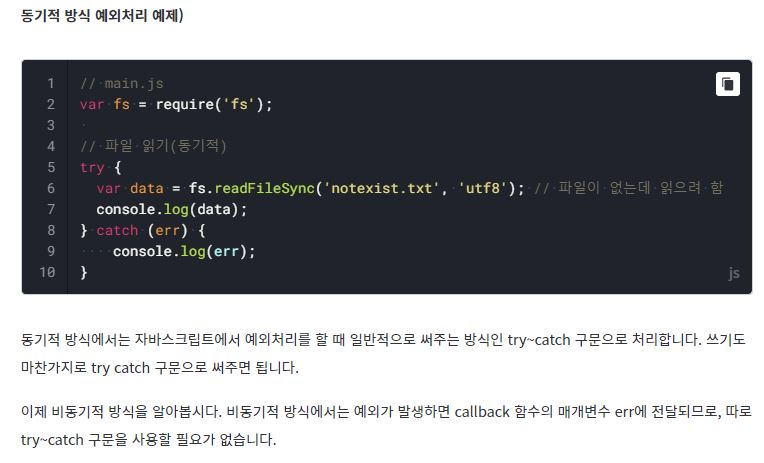 동기적 방식 예외처리 예제)
1 // main.js
2 var fs = require('fs');
3
4 // 파일 읽기(동기적)
5 try {
6   var data = fs.readFileSync('notexist.txt', 'utf8'); // 파일이 없는데 읽으려 함
7   console.log(data);
8 } catch (err) {
9     console.log(err);
10 }
js
동기적 방식에서는 자바스크립트에서 예외처리를 할 때 일반적으로 써주는 방식인 try~catch 구문으로 처리합니다. 쓰기도
마찬가지로 try catch 구문으로 써주면 됩니다.
이제 비동기적 방식을 알아봅시다. 비동기적 방식에서는 예외가 발생하면 callback 함수의 매개변수 err에 전달되므로, 따로
try~catch 구문을 사용할 필요가 없습니다.